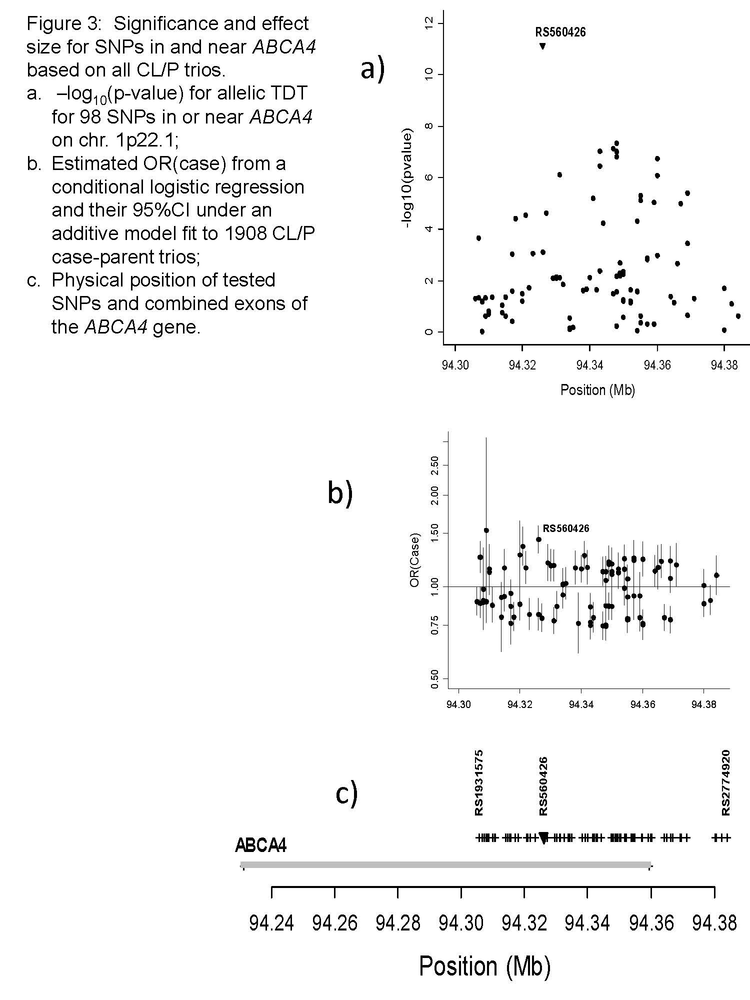 Figure 3:  Significance and effect
size for SNPs in and near ABCA4
based on all CL/P trios.
a. –log10(p-value) for allelic TDT
for 98 SNPs in or near ABCA4
on chr. 1p22.1;
b. Estimated OR(case) from a
conditional logistic regression
and their 95%CI under an
additive model fit to 1908 CL/P
case-parent trios;
c. Physical position of tested
SNPs and combined exons of
the ABCA4 gene.
a)
-log10(pvalue)
12
10
8
6
4
2
0
RS560426
94.30 94.32 94.34 94.36 94.38
Position (Mb)
b)
OR(Case)
2.50
2.00
1.50
1.00
0.75
0.50
RS560426
94.30 94.32 94.34 94.36 94.38
c)
RS1931575
RS560426
RS2774920
ABCA4
94.24 94.26 94.28 94.30 94.32 94.34 94.36 94.38
Position (Mb)